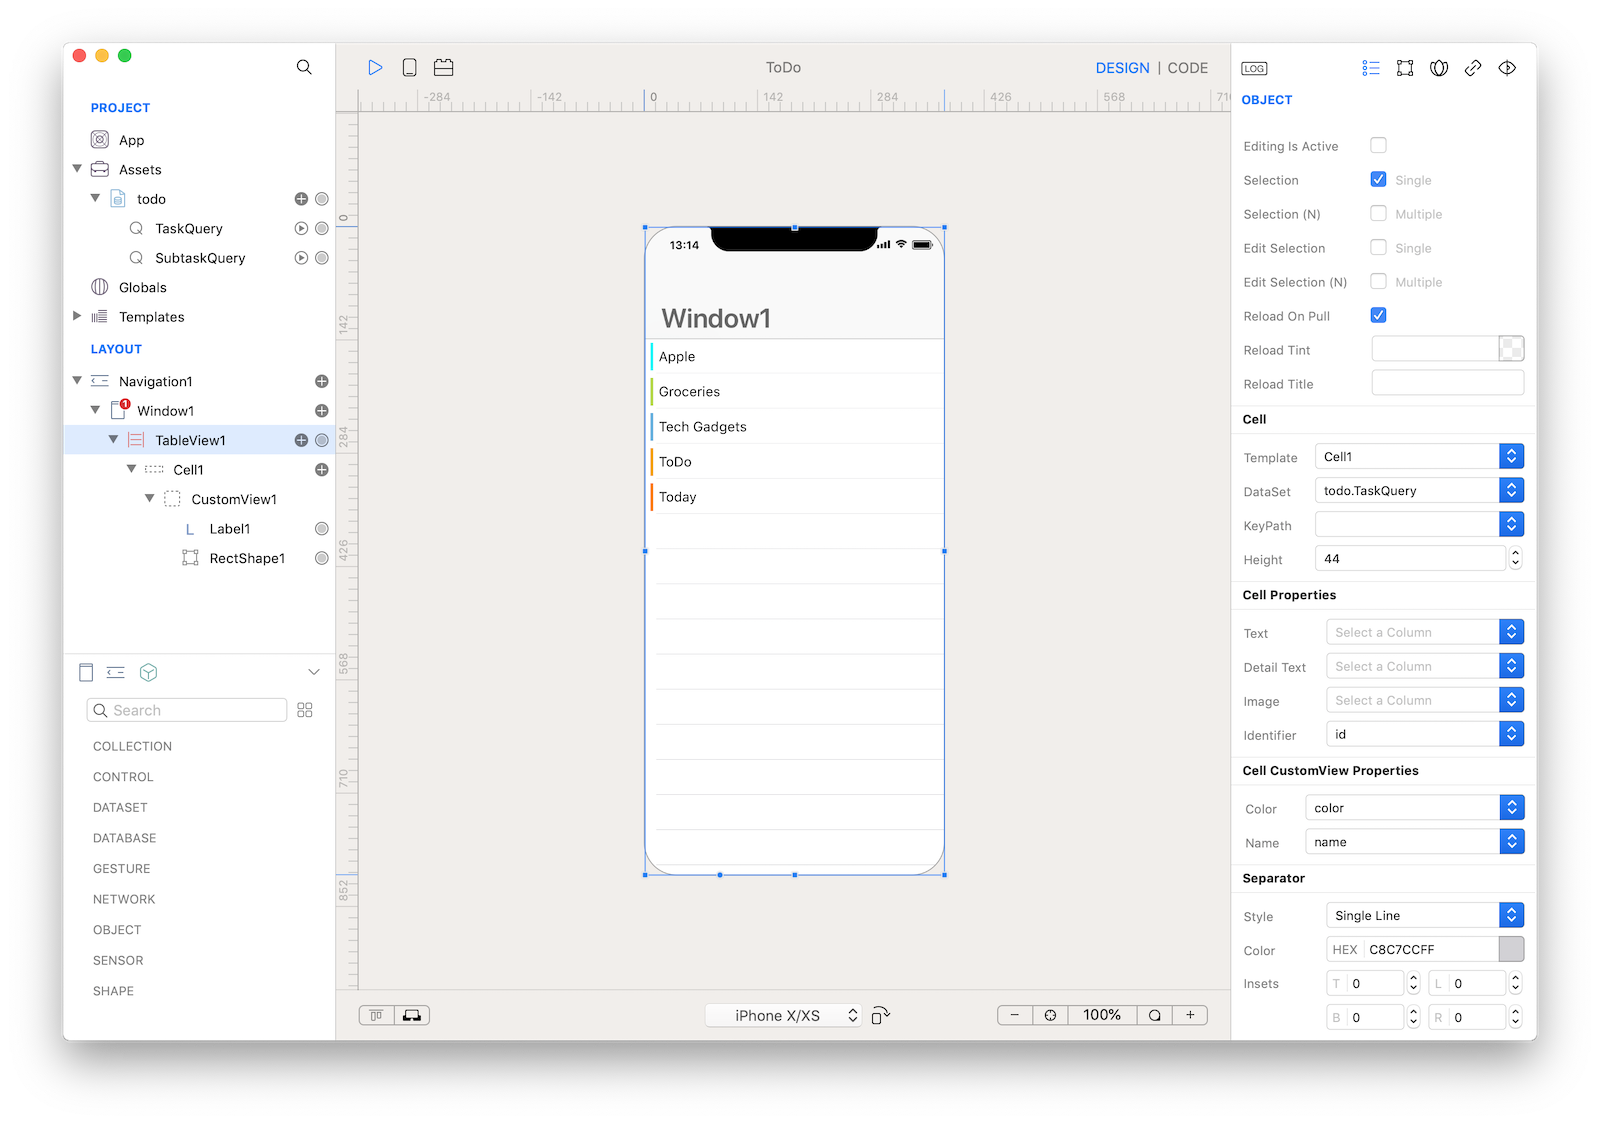 PROJECT
App
Assets
todo
TaskQuery
SubtaskQuery
Globals
Templates
LAYOUT
Navigation1
1
Window1
TableView1
Cell1
CustomView1
L Label1
RectShape1
Search
COLLECTION
CONTROL
DATASET
DATABASE
GESTURE
NETWORK
OBJECT
SENSOR
SHAPE
ToDo
DESIGN | CODE
-284 -142 0 142 284 426 568 710
0
142
284
426
568
710
852
13:14
Window1
Apple
Groceries
Tech Gadgets
ToDo
Today
iPhone X/XS
− 100% +
LOG
OBJECT
Editing Is Active
Selection Single
Selection (N) Multiple
Edit Selection Single
Edit Selection (N) Multiple
Reload On Pull
Reload Tint
Reload Title
Cell
Template Cell1
DataSet todo.TaskQuery
KeyPath
Height 44
Cell Properties
Text Select a Column
Detail Text Select a Column
Image Select a Column
Identifier id
Cell CustomView Properties
Color color
Name name
Separator
Style Single Line
Color HEX C8C7CCFF
Insets T 0 L 0
B 0 R 0